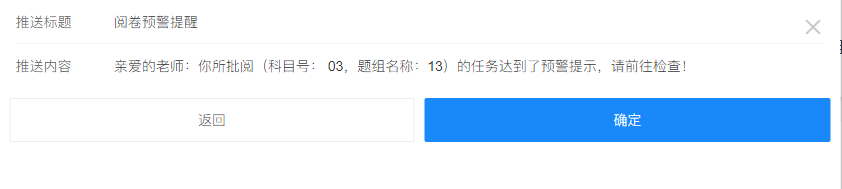 推送标题 阅卷预警提醒
推送内容 亲爱的老师：你所批阅（科目号： 03，题组名称：13）的任务达到了预警提示，请前往检查！
返回 确定